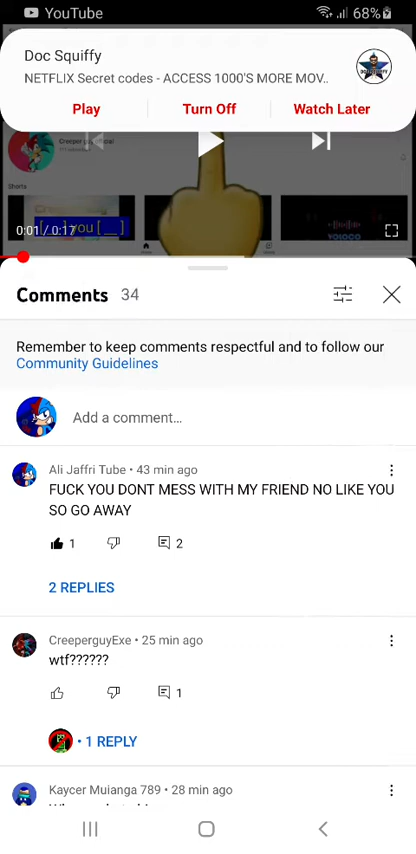 YouTube 68%
Doc Squiffy
NETFLIX Secret codes - ACCESS 1000'S MORE MOV..
Play Turn Off Watch Later
Shorts
you
YOLOCO
0:01 / 0:17
Comments 34
Remember to keep comments respectful and to follow our
Community Guidelines
Add a comment...
Ali Jaffri Tube • 43 min ago
FUCK YOU DONT MESS WITH MY FRIEND NO LIKE YOU
SO GO AWAY
1 2
2 REPLIES
CreeperguyExe • 25 min ago
wtf??????
1
• 1 REPLY
Kaycer Muianga 789 • 28 min ago